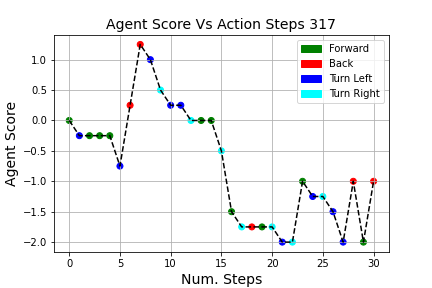 Agent Score Vs Action Steps 317
Forward
Back
Turn Left
Turn Right
Agent Score
1.0
0.5
0.0
−0.5
−1.0
−1.5
−2.0
0 5 10 15 20 25 30
Num. Steps